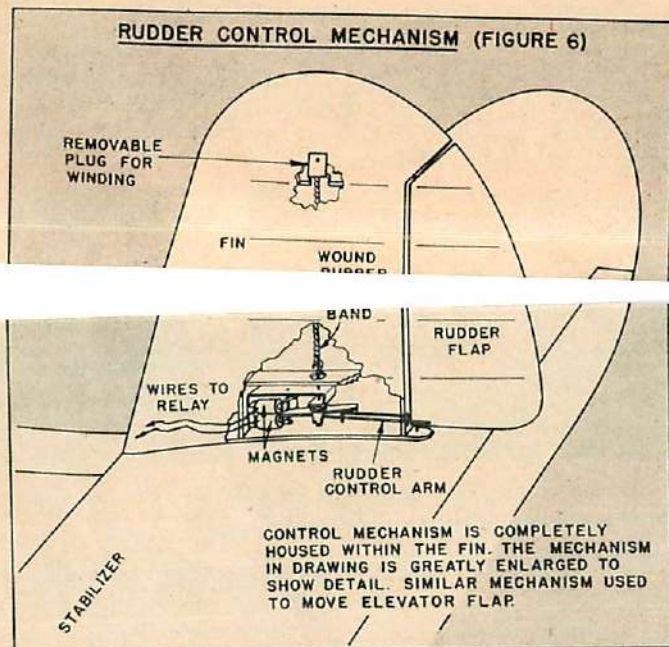 RUDDER CONTROL MECHANISM (FIGURE 6)
REMOVABLE
PLUG FOR
WINDING
FIN
WOUND
RUBBER
BAND
RUDDER
FLAP
WIRES TO
RELAY
MAGNETS
RUDDER
CONTROL ARM
STABILIZER
CONTROL MECHANISM IS COMPLETELY
HOUSED WITHIN THE FIN. THE MECHANISM
IN DRAWING IS GREATLY ENLARGED TO
SHOW DETAIL. SIMILAR MECHANISM USED
TO MOVE ELEVATOR FLAP.